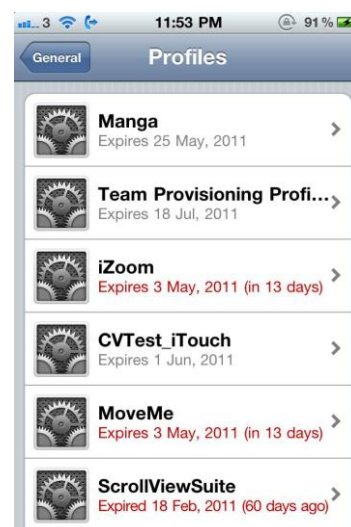 3 11:53 PM 91%
General Profiles
Manga
Expires 25 May, 2011
Team Provisioning Profi...
Expires 18 Jul, 2011
iZoom
Expires 3 May, 2011 (in 13 days)
CVTest_iTouch
Expires 1 Jun, 2011
MoveMe
Expires 3 May, 2011 (in 13 days)
ScrollViewSuite
Expired 18 Feb, 2011 (60 days ago)